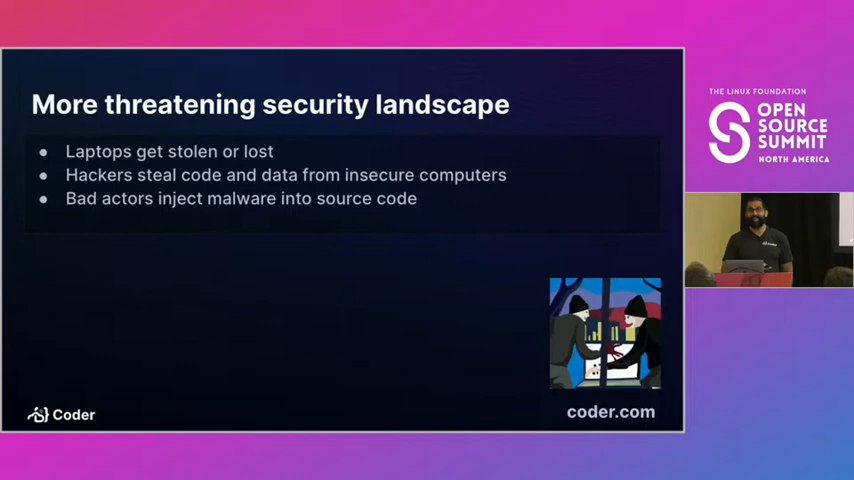 More threatening security landscape
● Laptops get stolen or lost
● Hackers steal code and data from insecure computers
● Bad actors inject malware into source code
Coder
coder.com
THE LINUX FOUNDATION
OPEN
SOURCE
SUMMIT
NORTH AMERICA